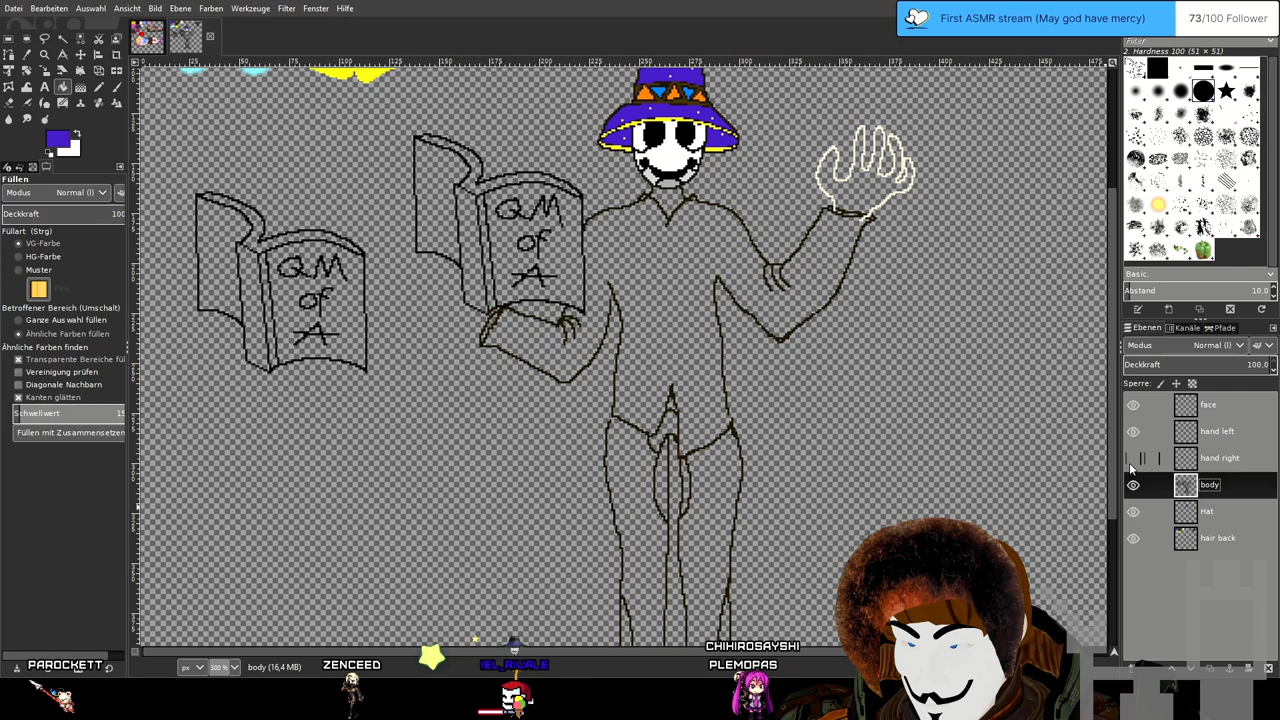 Datei Bearbeiten Auswahl Ansicht Bild Ebene Farben Werkzeuge Filter Fenster Hilfe
First ASMR stream (May god have mercy) 73/100 Follower
Filter
2. Hardness 100 (51 × 51)
Füllen
Modus Normal (l)
Deckkraft 100
Füllart (Strg)
VG-Farbe
HG-Farbe
Muster
Betroffener Bereich (Umschalt)
Ganze Auswahl füllen
Ähnliche Farben füllen
Ähnliche Farben finden
Transparente Bereiche fül
Vereinigung prüfen
Diagonale Nachbarn
Kanten glätten
Schwellwert 15
Füllen mit Zusammensetzen
QM
of
A
QM
of
A
Basic.
Abstand 10.0
Ebenen Kanäle Pfade
Modus Normal (l)
Deckkraft 100,0
Sperre:
face
hand left
hand right
body
Hat
hair back
px 300 % body (16,4 MB)
PAROCKETT
ZENCEED
IEL_RIVALE
CHIHIROSAYSHI
PLEMOPAS